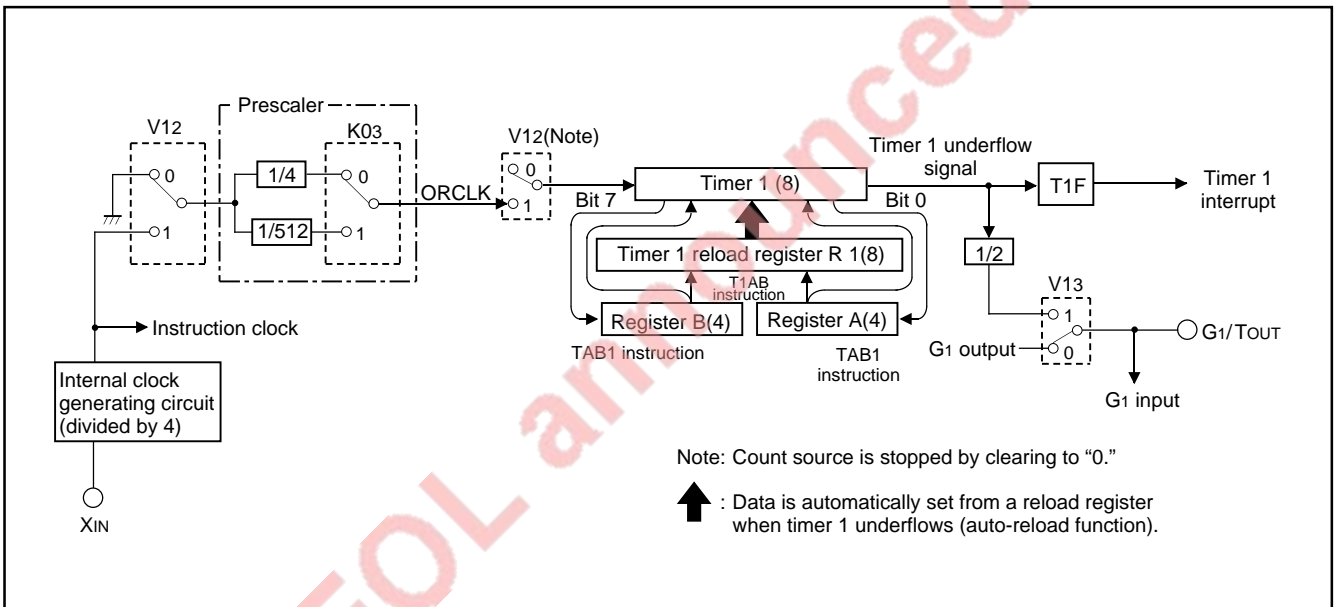 Prescaler
V12
K03
V12(Note)
0
1
1/4
1/512
0
1
ORCLK
0
1
Timer 1 (8)
Bit 7
Bit 0
Timer 1 underflow
signal
T1F
Timer 1
interrupt
Timer 1 reload register R 1(8)
T1AB
instruction
Register B(4)
Register A(4)
TAB1 instruction
TAB1
instruction
1/2
V13
1
0
G1 output
G1/TOUT
G1 input
Instruction clock
Internal clock
generating circuit
(divided by 4)
XIN
Note: Count source is stopped by clearing to “0.”
: Data is automatically set from a reload register
when timer 1 underflows (auto-reload function).
EOL announced